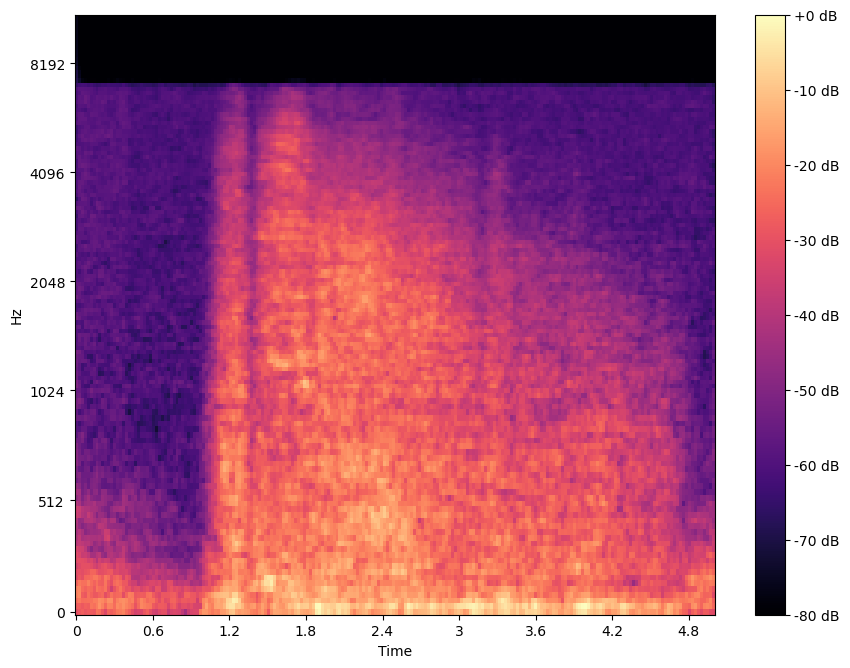 +0 dB
8192
-10 dB
4096
-20 dB
-30 dB
2048
-40 dB
Hz
1024
-50 dB
-60 dB
512
-70 dB
0
-80 dB
0 0.6 1.2 1.8 2.4 3 3.6 4.2 4.8
Time